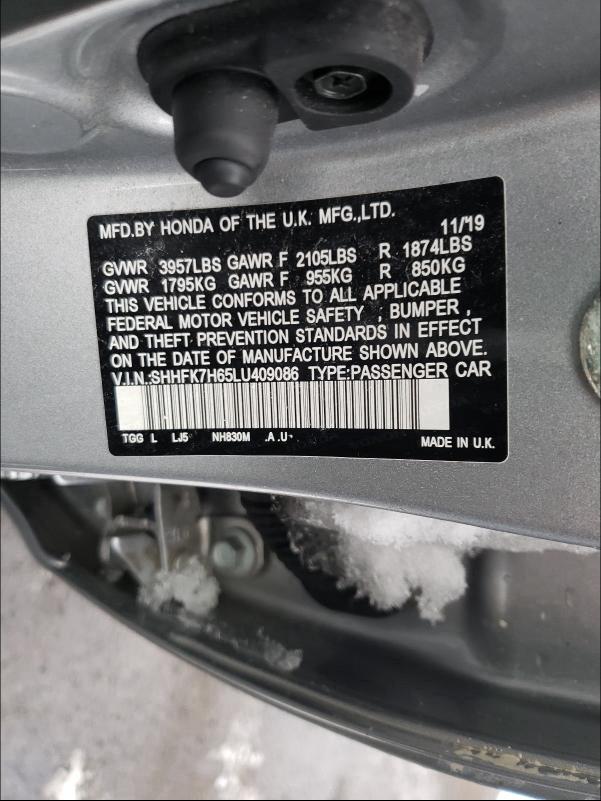 MFD.BY HONDA OF THE U.K. MFG.,LTD. 11/19
GVWR 3957LBS GAWR F 2105LBS R 1874LBS
GVWR 1795KG GAWR F 955KG R 850KG
THIS VEHICLE CONFORMS TO ALL APPLICABLE
FEDERAL MOTOR VEHICLE SAFETY , BUMPER ,
AND THEFT PREVENTION STANDARDS IN EFFECT
ON THE DATE OF MANUFACTURE SHOWN ABOVE.
V.I.N.:SHHFK7H65LU409086 TYPE:PASSENGER CAR
TGG L LJ5 NH830M .A .U- MADE IN U.K.